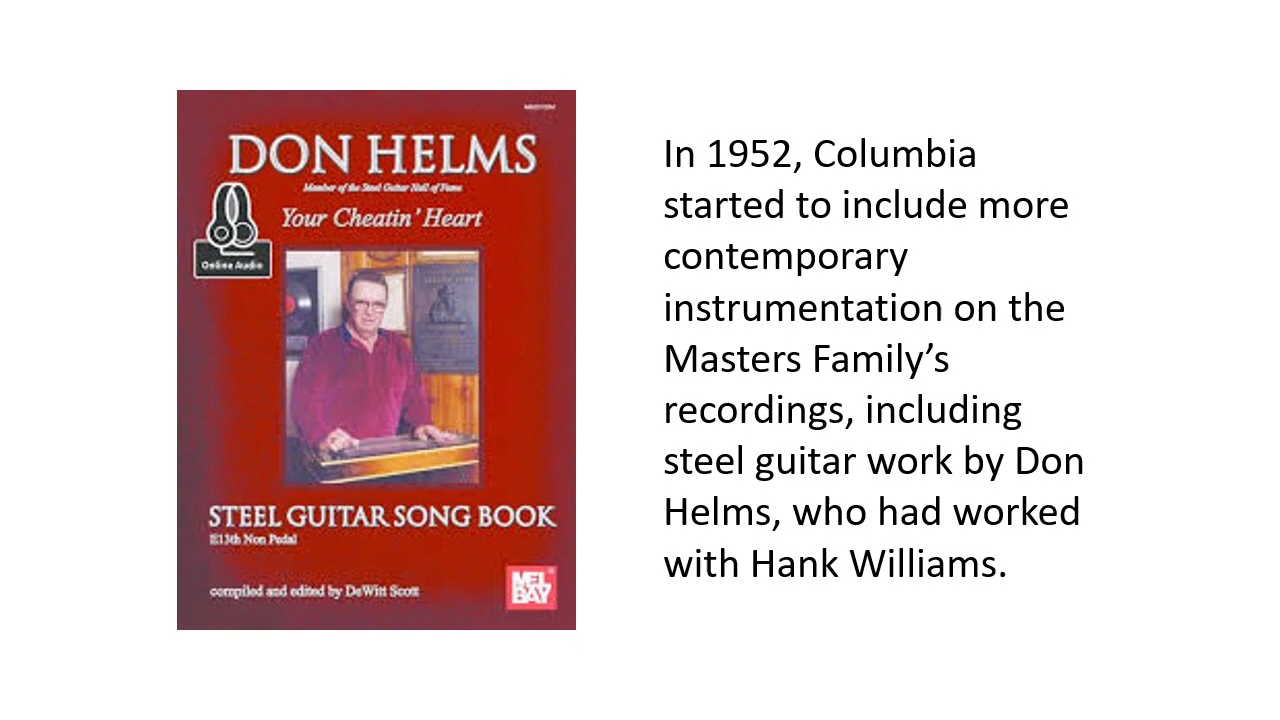 DON HELMS
Member of the Steel Guitar Hall of Fame
Your Cheatin' Heart
Online Audio
STEEL GUITAR SONG BOOK
E13th Non Pedal
compiled and edited by DeWitt Scott
MEL
BAY
In 1952, Columbia
started to include more
contemporary
instrumentation on the
Masters Family’s
recordings, including
steel guitar work by Don
Helms, who had worked
with Hank Williams.